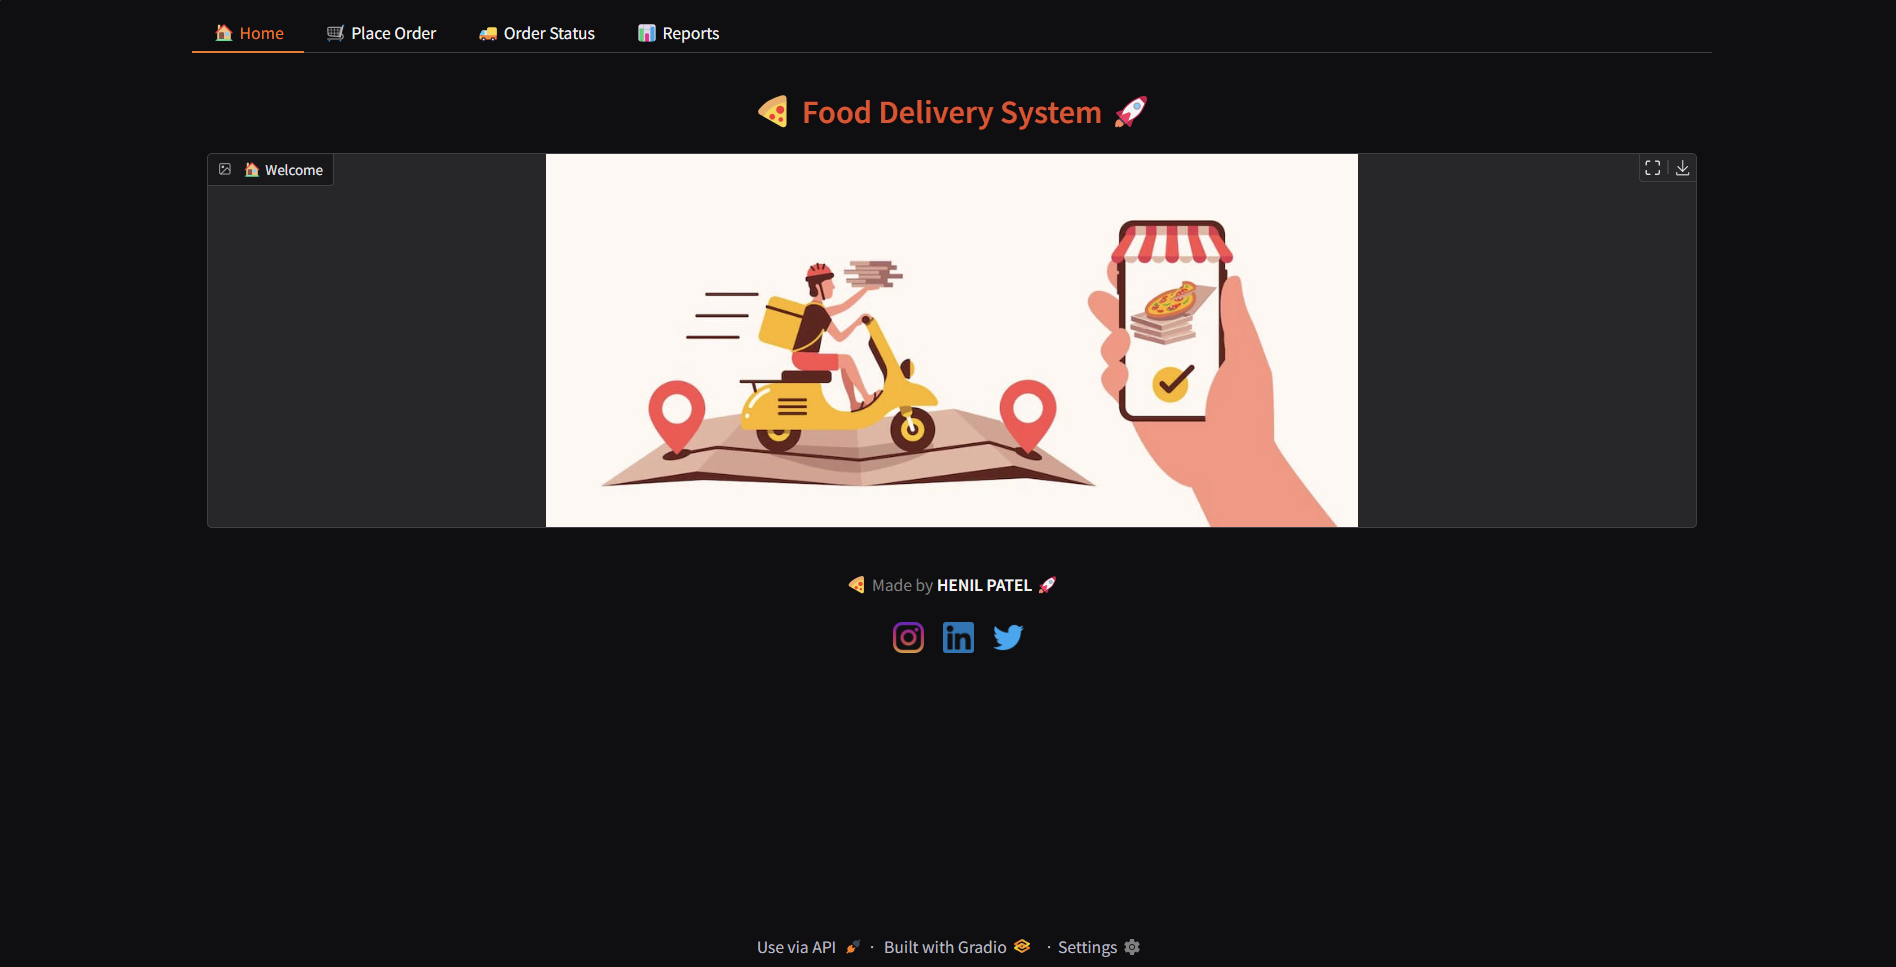 🏠 Home 🛒 Place Order 🚚 Order Status 📊 Reports
🍕 Food Delivery System 🚀
🏠 Welcome
🍕 Made by HENIL PATEL 🚀
Use via API · Built with Gradio · Settings